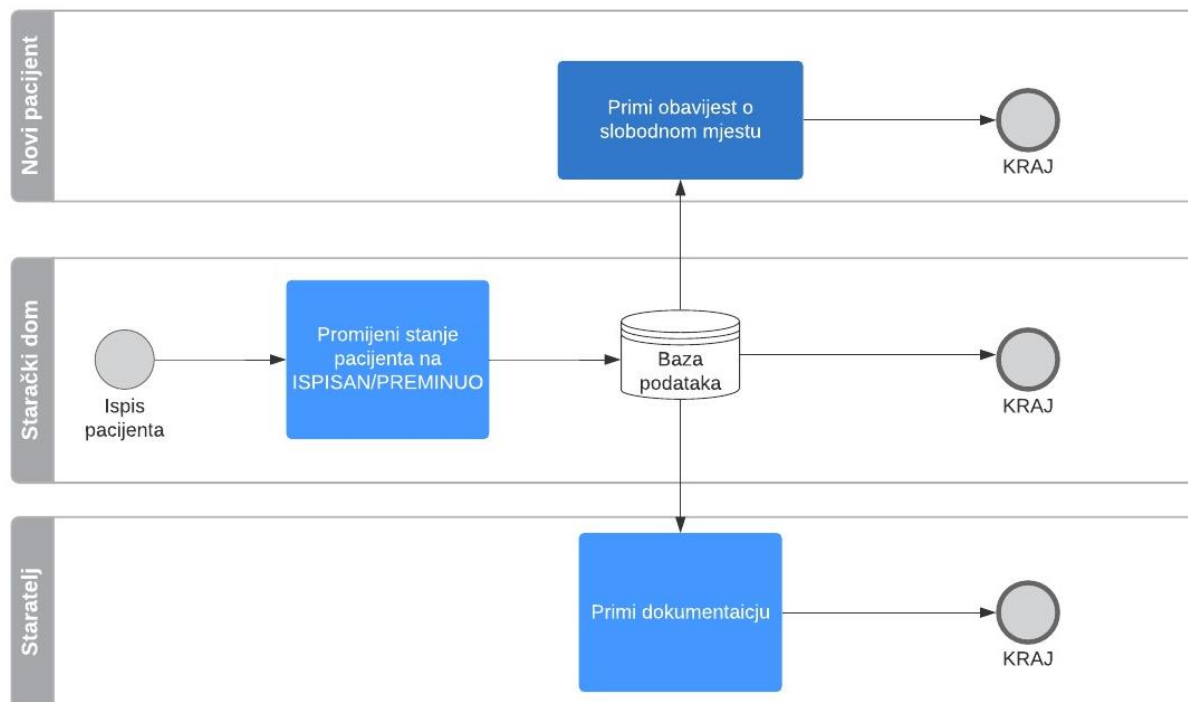 Novi pacijent
Primi obavijest o
slobodnom mjestu
KRAJ
Starački dom
Ispis
pacijenta
Promijeni stanje
pacijenta na
ISPISAN/PREMINUO
Baza
podataka
KRAJ
Staratelj
Primi dokumentaicju
KRAJ